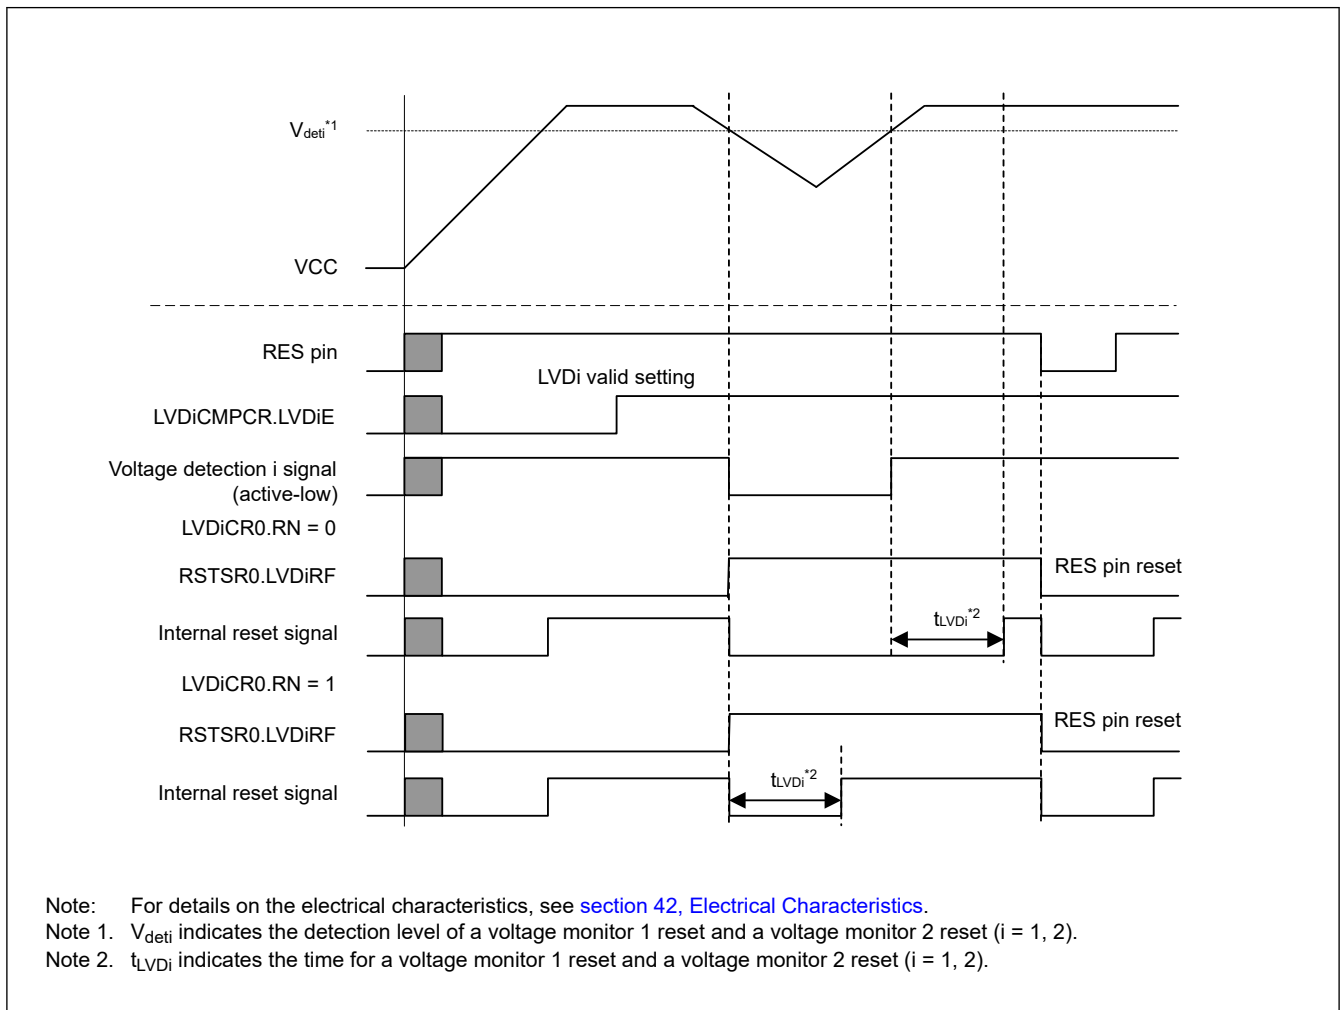 Vdeti*1
VCC
RES pin
LVDi valid setting
LVDiCMPCR.LVDiE
Voltage detection i signal
(active-low)
LVDiCR0.RN = 0
RSTSR0.LVDiRF
RES pin reset
Internal reset signal
tLVDi*2
LVDiCR0.RN = 1
RSTSR0.LVDiRF
RES pin reset
Internal reset signal
tLVDi*2
Note: For details on the electrical characteristics, see section 42, Electrical Characteristics.
Note 1. Vdeti indicates the detection level of a voltage monitor 1 reset and a voltage monitor 2 reset (i = 1, 2).
Note 2. tLVDi indicates the time for a voltage monitor 1 reset and a voltage monitor 2 reset (i = 1, 2).